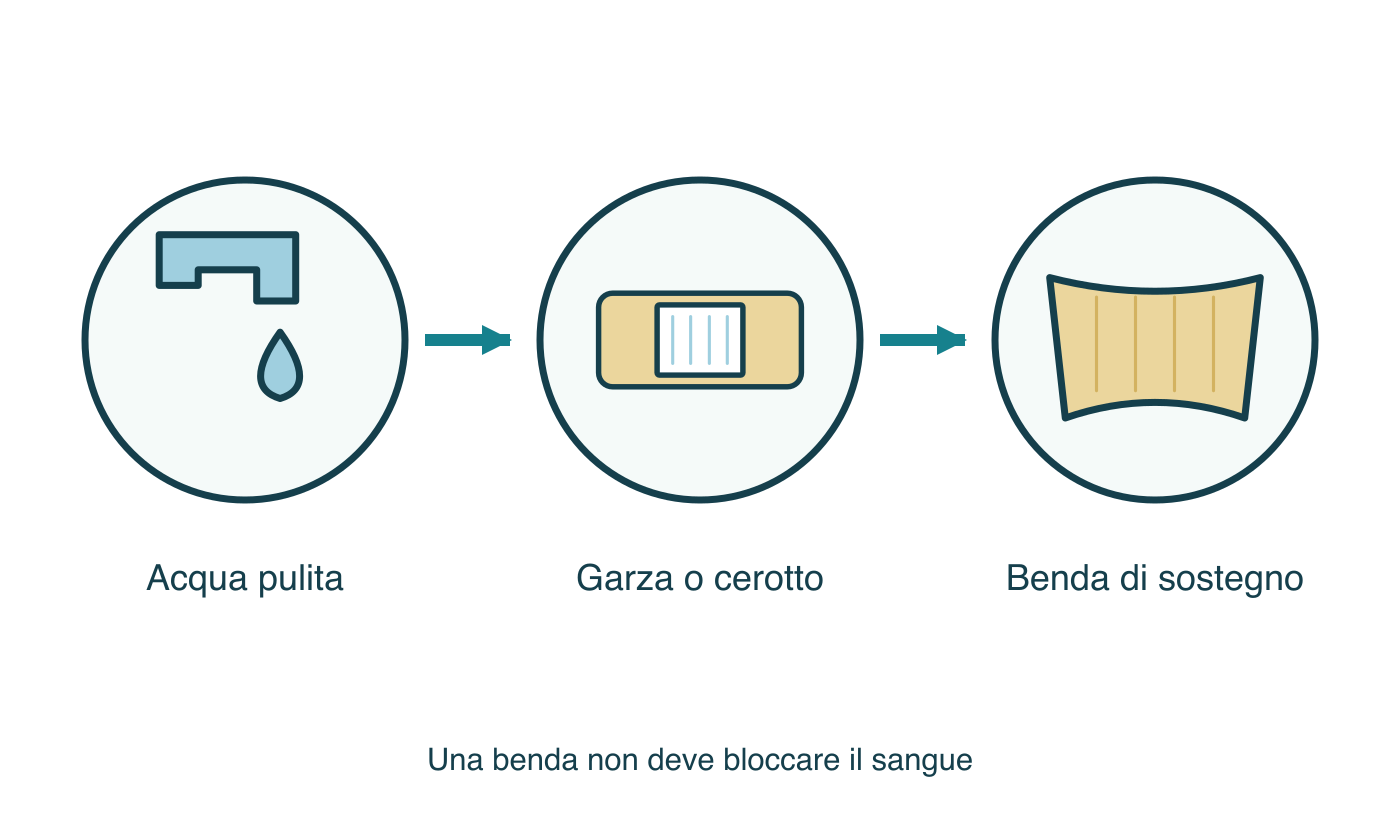 Acqua pulita
Garza o cerotto
Benda di sostegno
Una benda non deve bloccare il sangue